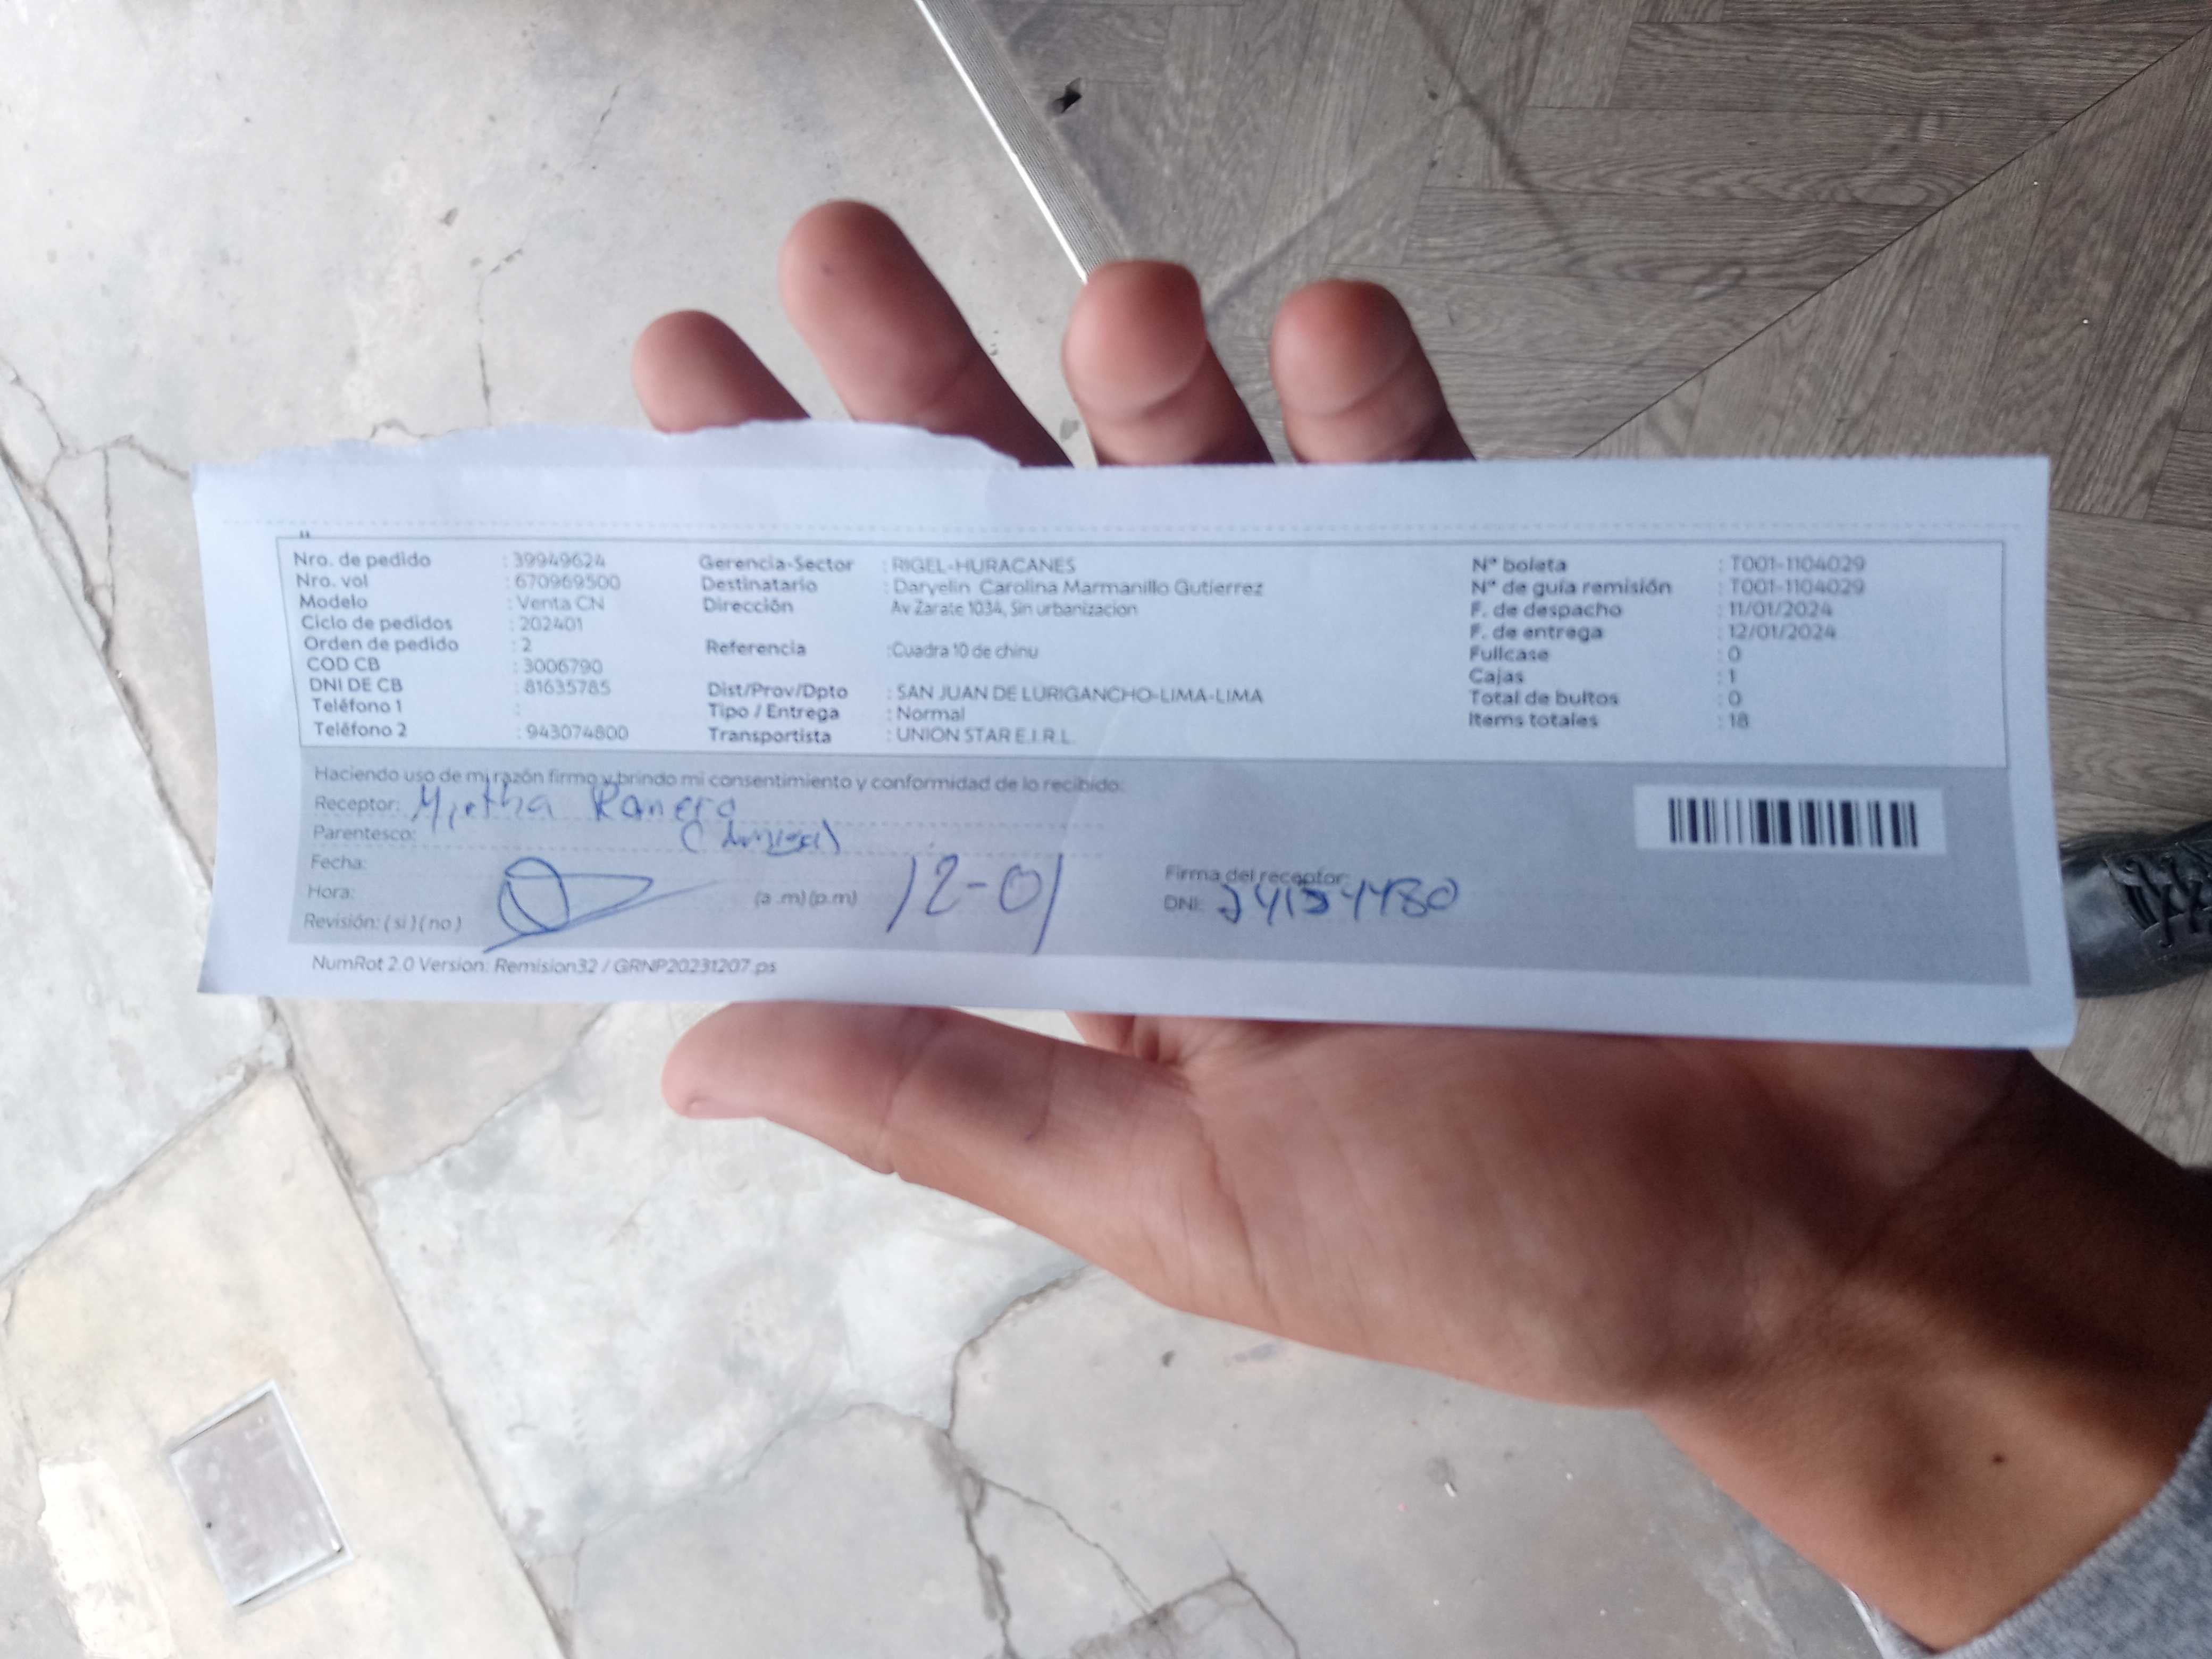 Nro. de pedido : 39949624 Gerencia-Sector : RIGEL-HURACANES N° boleta : T001-1104029
Nro. vol : 670969500 Destinatario : Daryelin Carolina Marmanillo Gutierrez N° de guía remisión : T001-1104029
Modelo : Venta CN Dirección Av Zarate 1034, Sin urbanizacion F. de despacho : 11/01/2024
Ciclo de pedidos : 202401 F. de entrega : 12/01/2024
Orden de pedido : 2 Referencia :Cuadra 10 de chinu Fullcase : 0
COD CB : 3006790 Cajas : 1
DNI DE CB : 81635785 Dist/Prov/Dpto : SAN JUAN DE LURIGANCHO-LIMA-LIMA Total de bultos : 0
Teléfono 1 : Tipo / Entrega : Normal Items totales : 18
Teléfono 2 : 943074800 Transportista : UNION STAR E.I.R.L.
Haciendo uso de mi razón firmo y brindo mi consentimiento y conformidad de lo recibido:
Receptor: Mirtha
Parentesco: (Amiga)
Fecha:
Hora: (a .m) (p.m) 12-01 Firma del receptor:
DNI:
Revisión: ( si ) ( no )
NumRot 2.0 Version: Remision32 / GRNP20231207.ps